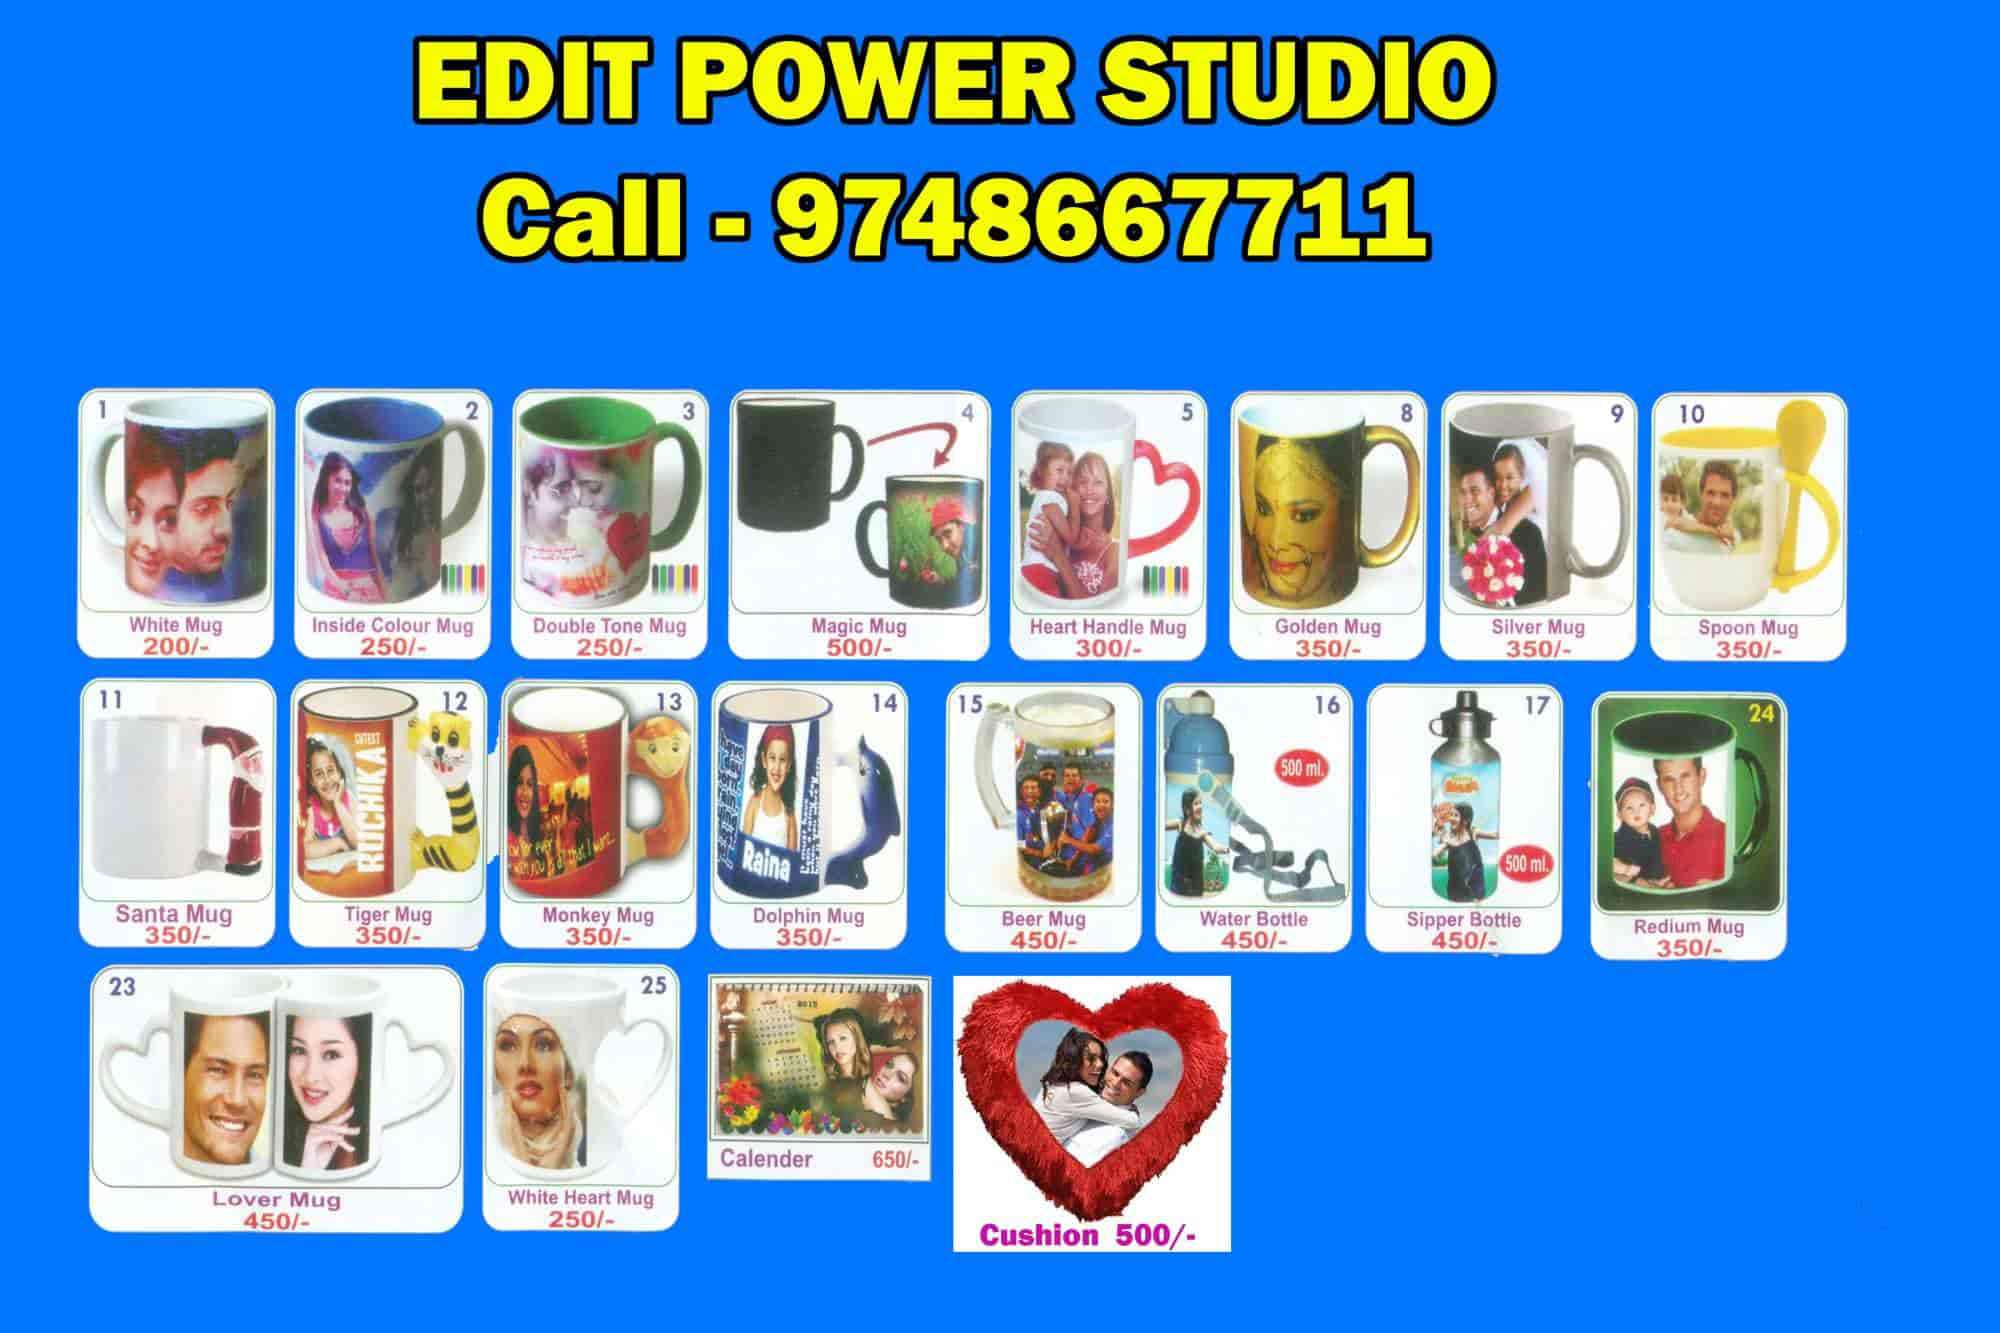 EDIT POWER STUDIO
Call - 9748667711
1
White Mug
200/-
2
Inside Colour Mug
250/-
3
Double Tone Mug
250/-
4
Magic Mug
500/-
5
Heart Handle Mug
300/-
8
Golden Mug
350/-
9
Silver Mug
350/-
10
Spoon Mug
350/-
11
Santa Mug
350/-
12
CUTEST
RUCHIKA
Tiger Mug
350/-
13
Monkey Mug
350/-
14
Raina
Dolphin Mug
350/-
15
Beer Mug
450/-
16
500 ml.
Water Bottle
450/-
17
500 ml.
Sipper Bottle
450/-
24
Redium Mug
350/-
23
Lover Mug
450/-
25
White Heart Mug
250/-
Calender 650/-
Cushion 500/-